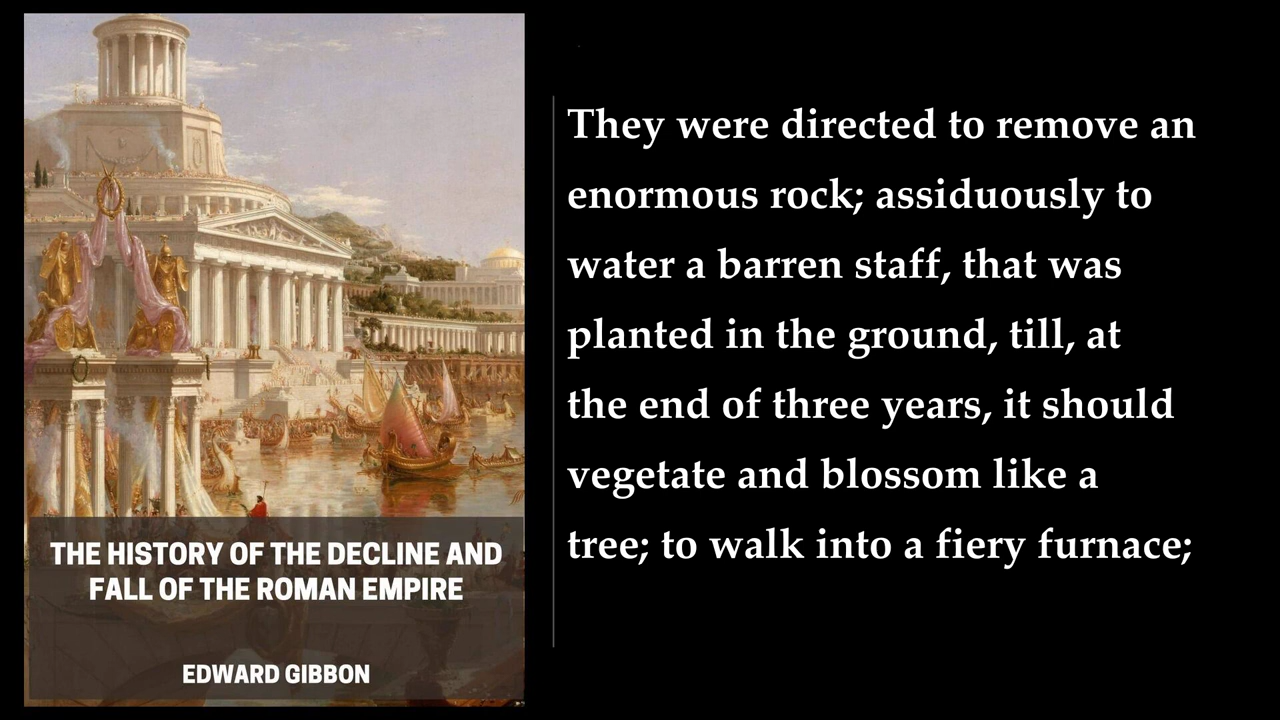 THE HISTORY OF THE DECLINE AND
FALL OF THE ROMAN EMPIRE
EDWARD GIBBON
They were directed to remove an
enormous rock; assiduously to
water a barren staff, that was
planted in the ground, till, at
the end of three years, it should
vegetate and blossom like a
tree; to walk into a fiery furnace;